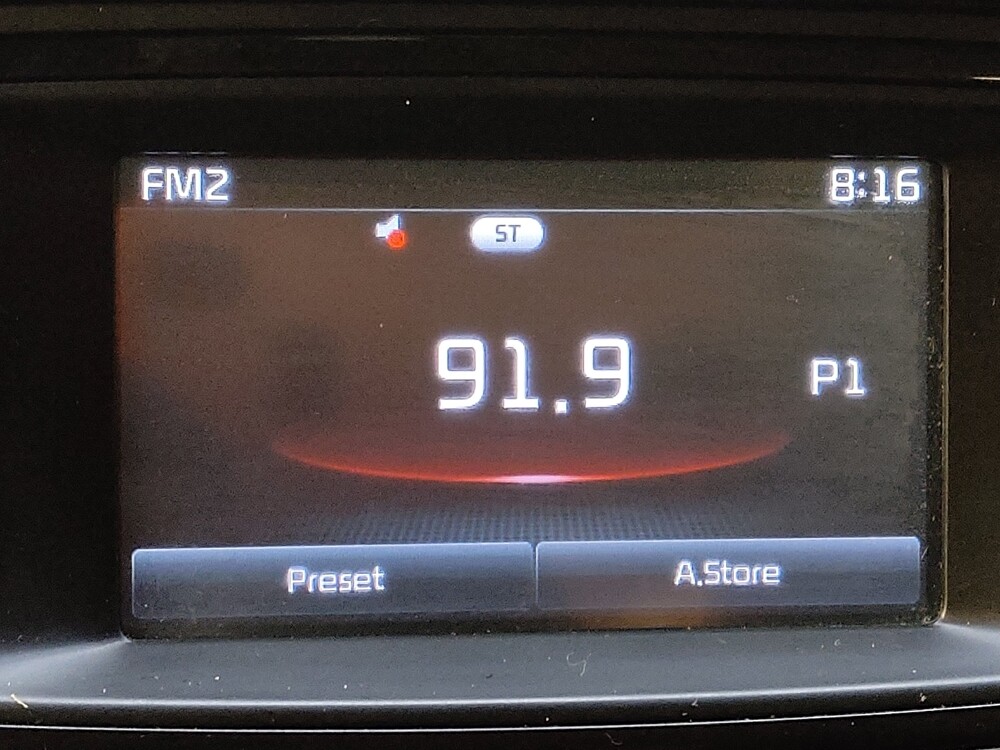 FM2 8:16
ST
91.9 P1
Preset A.Store